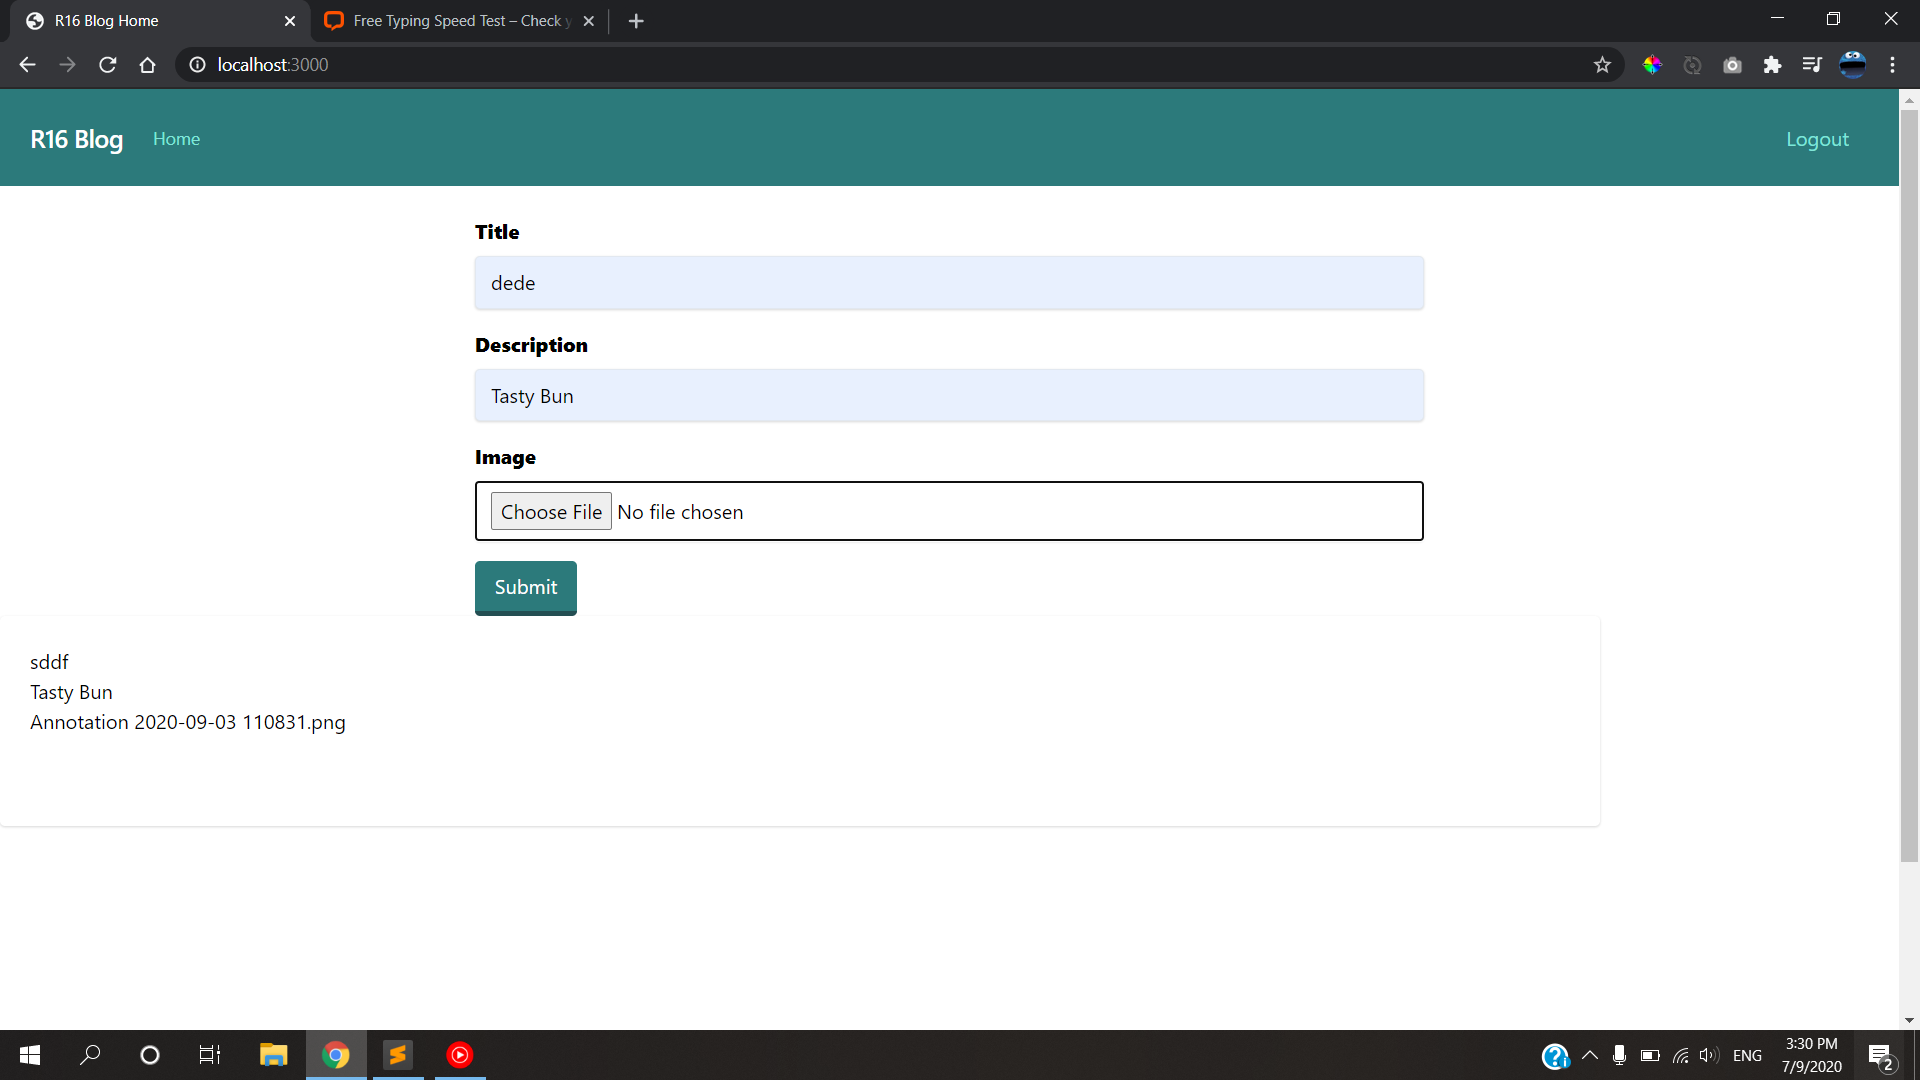 R16 Blog Home
Free Typing Speed Test – Check
localhost:3000
R16 Blog
Home
Logout
Title
dede
Description
Tasty Bun
Image
Choose File No file chosen
Submit
sddf
Tasty Bun
Annotation 2020-09-03 110831.png
ENG
3:30 PM
7/9/2020
2